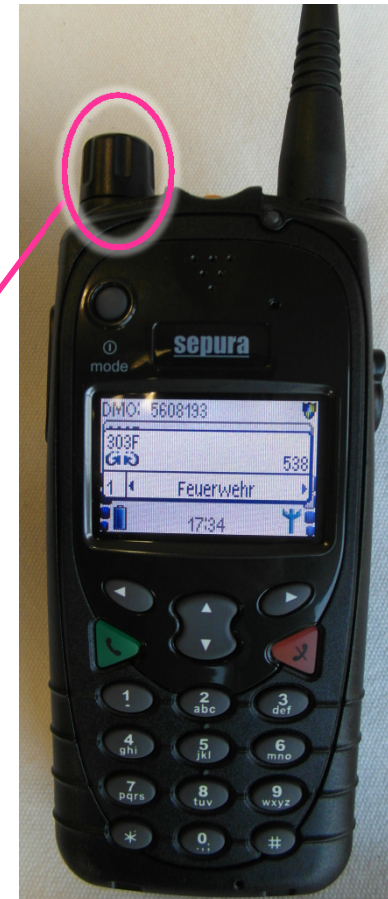 sepura
mode
DMO: 5608193
303F
538
1 Feuerwehr
17:34
1
2 abc
3 def
4 ghi
5 jkl
6 mno
7 pqrs
8 tuv
9 wxyz
*
0
#